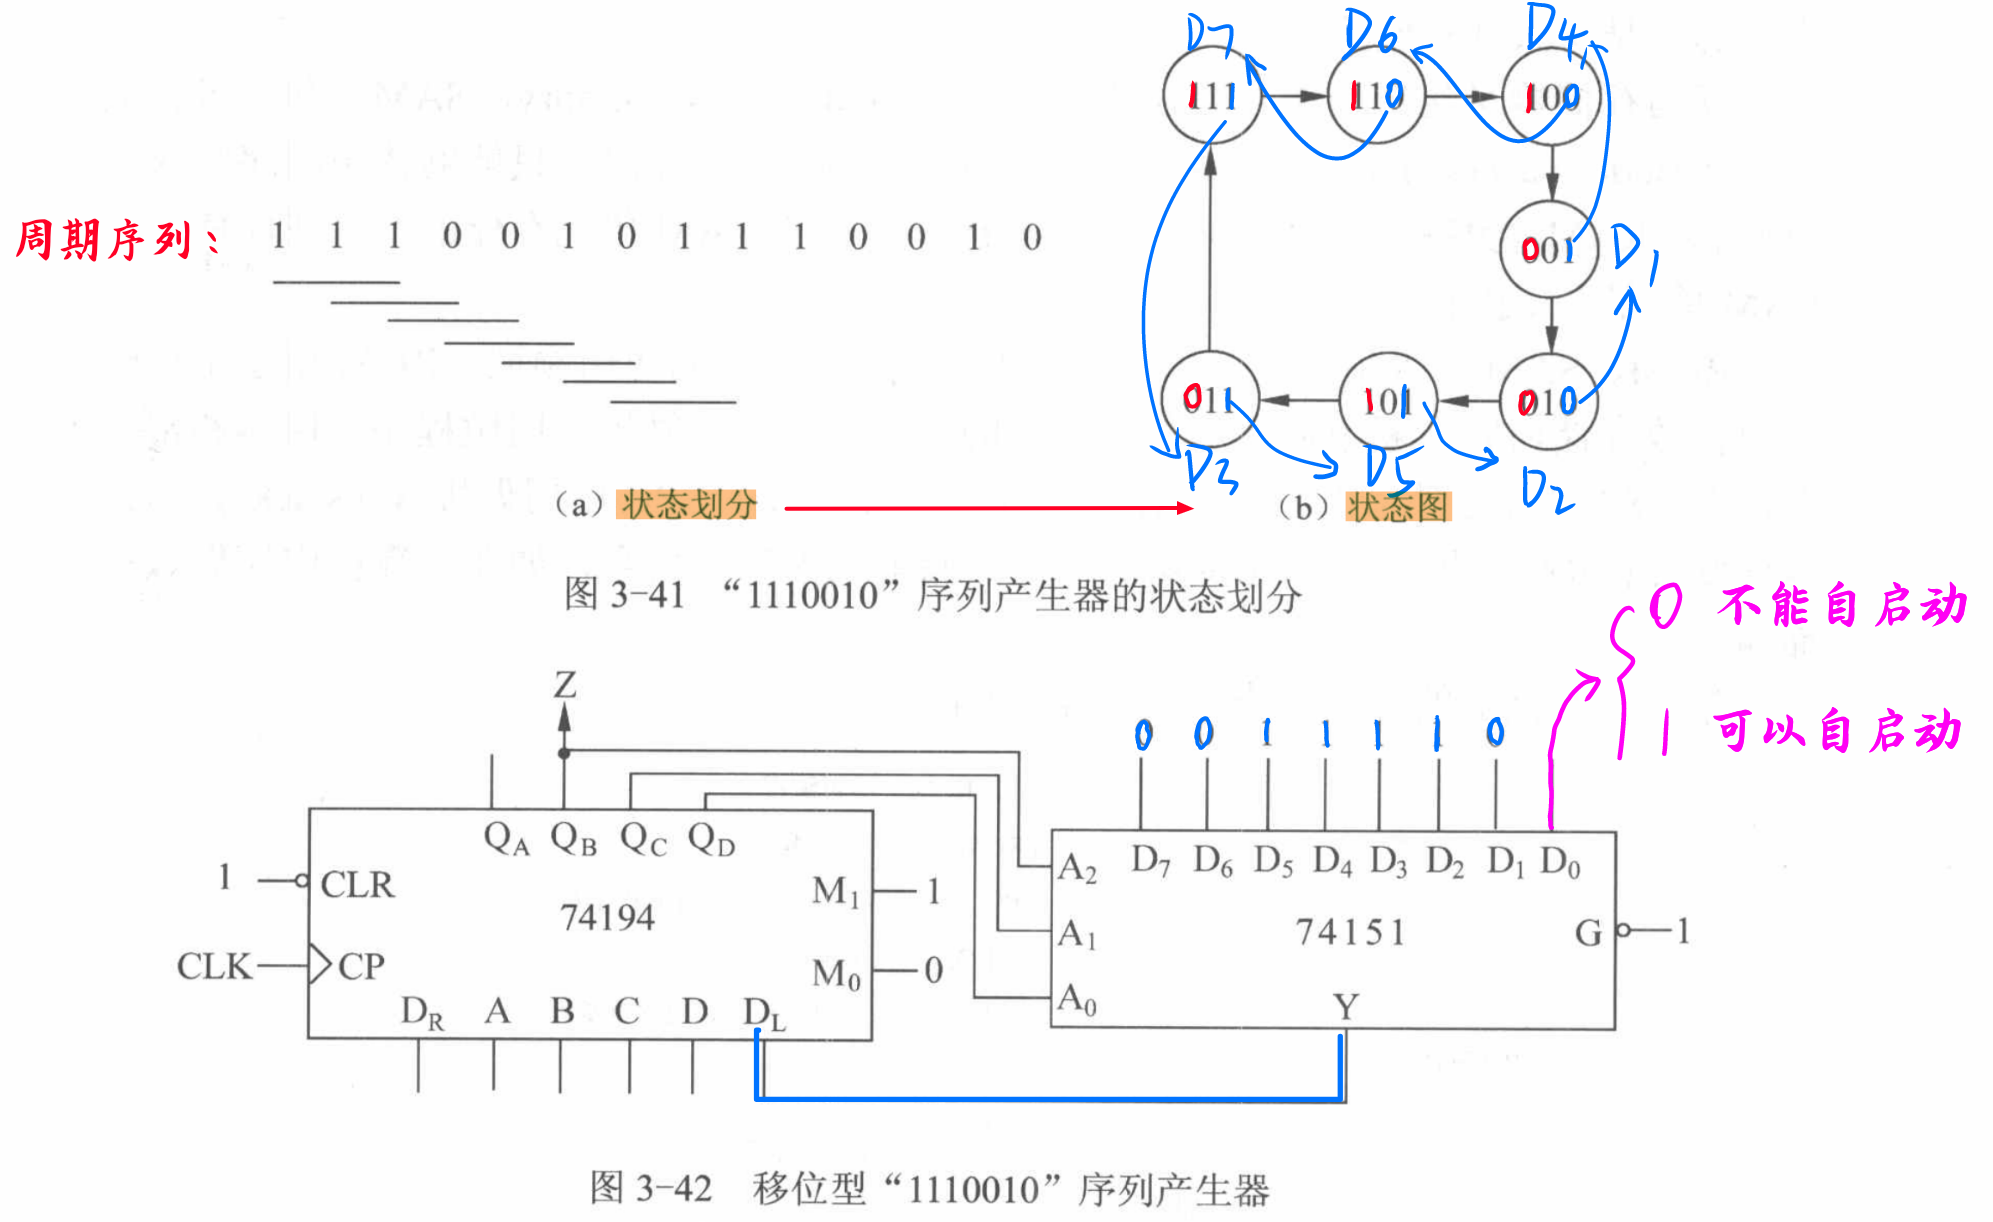 D7 D6 D4
111 110 100
周期序列： 1 1 1 0 0 1 0 1 1 1 0 0 1 0
001 D1
011 101 010
D3 D5 D2
（a）状态划分 （b）状态图
图 3-41 “1110010”序列产生器的状态划分
0 不能自启动
1 可以自启动
Z
0 0 1 1 1 1 0
QA QB QC QD
D7 D6 D5 D4 D3 D2 D1 D0
1 CLR M1 1 A2
74194 A1 74151 G 1
CLK CP M0 0 A0
DR A B C D DL Y
图 3-42 移位型“1110010”序列产生器